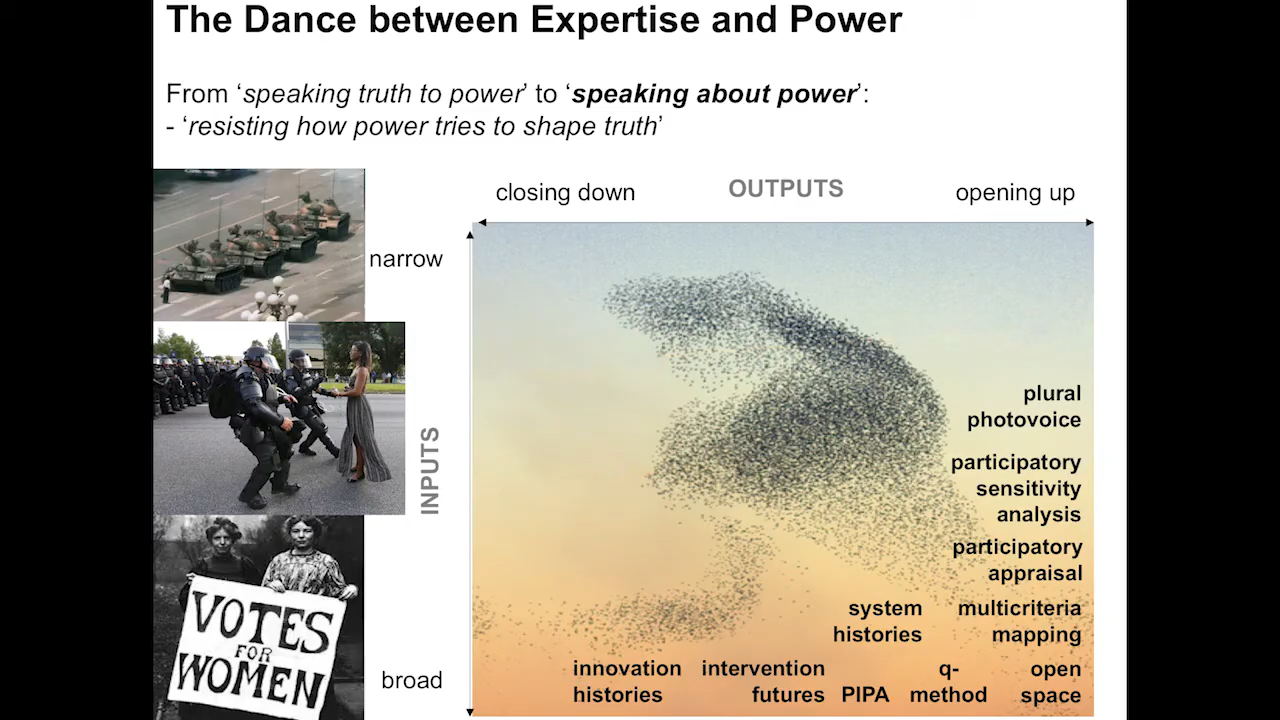 The Dance between Expertise and Power
From ‘speaking truth to power’ to ‘speaking about power’:
- ‘resisting how power tries to shape truth’
closing down
OUTPUTS
opening up
narrow
INPUTS
broad
plural
photovoice
participatory
sensitivity
analysis
participatory
appraisal
system
histories
multicriteria
mapping
innovation
histories
intervention
futures
PIPA
q-
method
open
space
VOTES
FOR
WOMEN